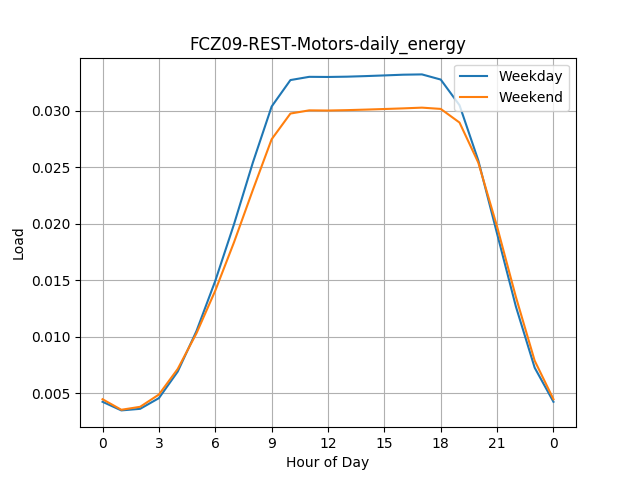 FCZ09-REST-Motors-daily_energy
Weekday
Weekend
0.030
0.025
0.020
0.015
0.010
0.005
Load
0 3 6 9 12 15 18 21 0
Hour of Day